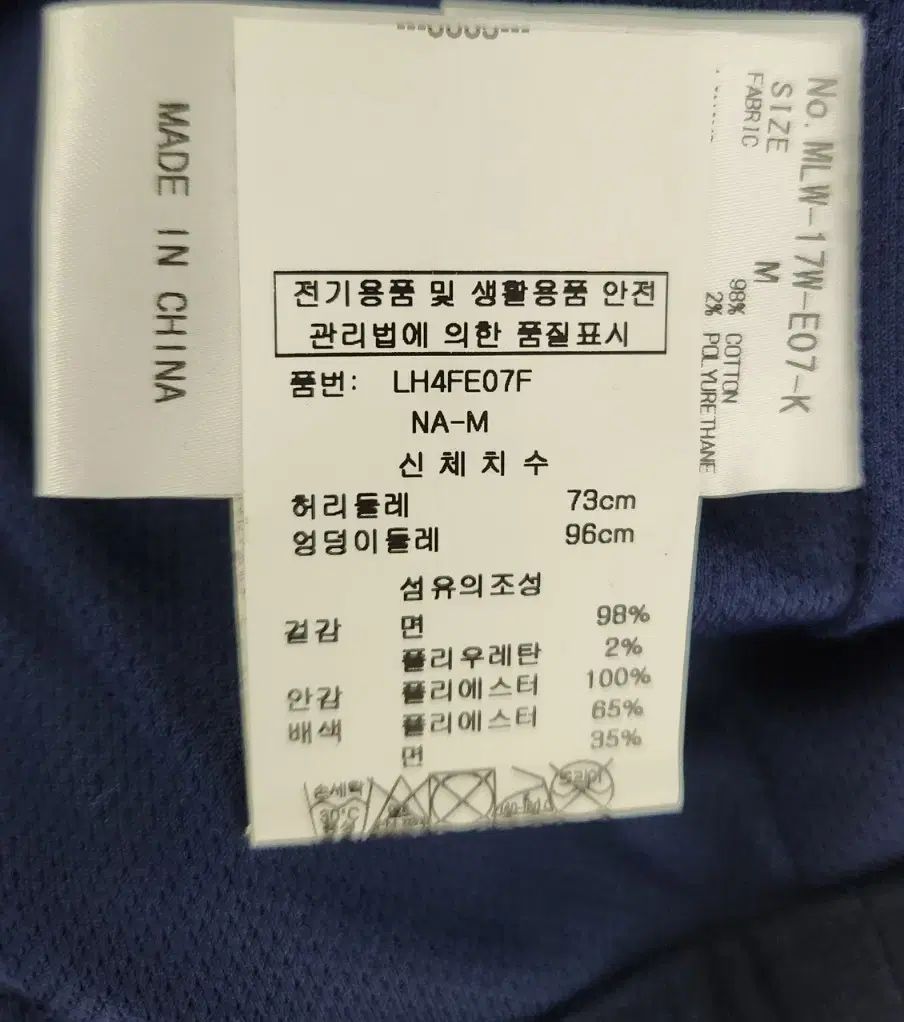 MADE IN CHINA
전기용품 및 생활용품 안전
관리법에 의한 품질표시
품번: LH4FE07F
NA-M
신 체 치 수
허리둘레 73cm
엉덩이둘레 96cm
섬유의조성
겉감 면 98%
폴리우레탄 2%
안감 폴리에스터 100%
배색 폴리에스터 65%
면 35%
손세탁
30°C
드라이
No. MLW-17W-E07-K
SIZE M
FABRIC 98% COTTON
2% POLYURETHANE